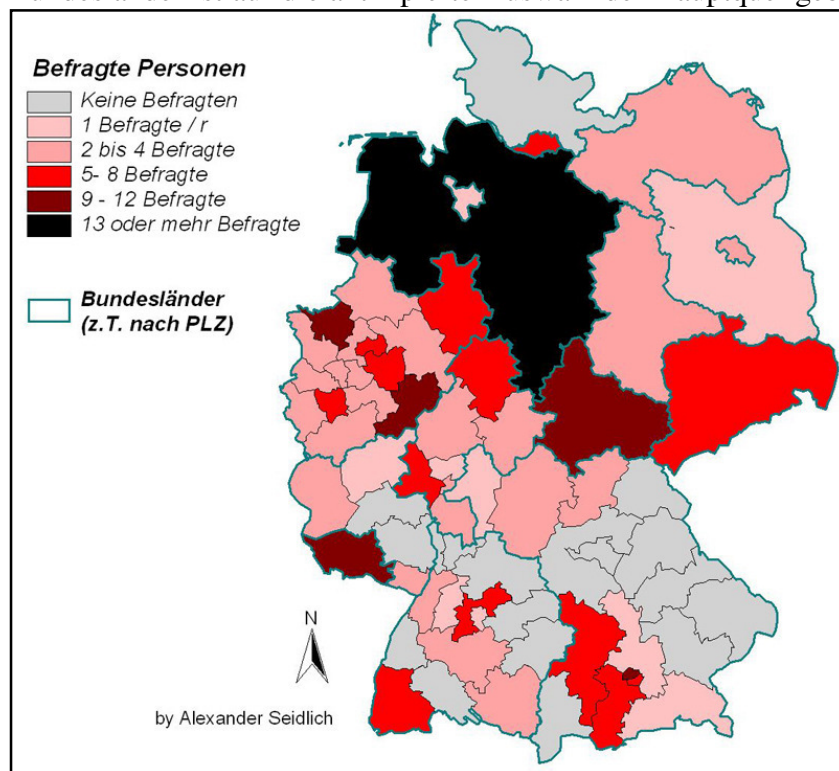 Befragte Personen
Keine Befragten
1 Befragte / r
2 bis 4 Befragte
5- 8 Befragte
9 - 12 Befragte
13 oder mehr Befragte
Bundesländer
(z.T. nach PLZ)
N
by Alexander Seidlich